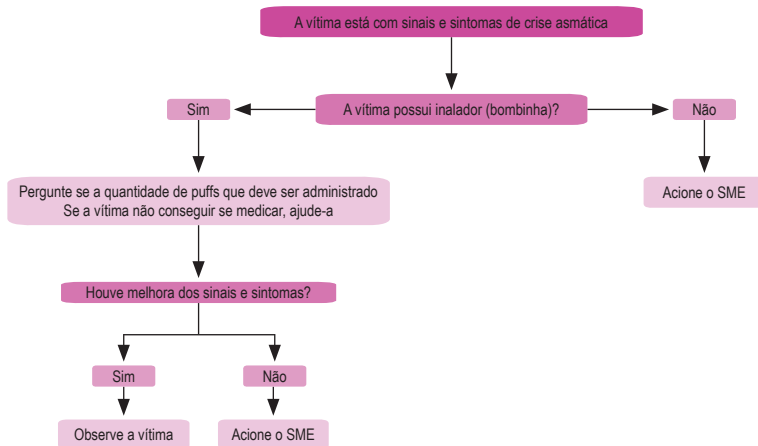 A vítima está com sinais e sintomas de crise asmática
Sim
A vítima possui inalador (bombinha)?
Não
Pergunte se a quantidade de puffs que deve ser administrado
Se a vítima não conseguir se medicar, ajude-a
Acione o SME
Houve melhora dos sinais e sintomas?
Sim
Não
Observe a vítima
Acione o SME